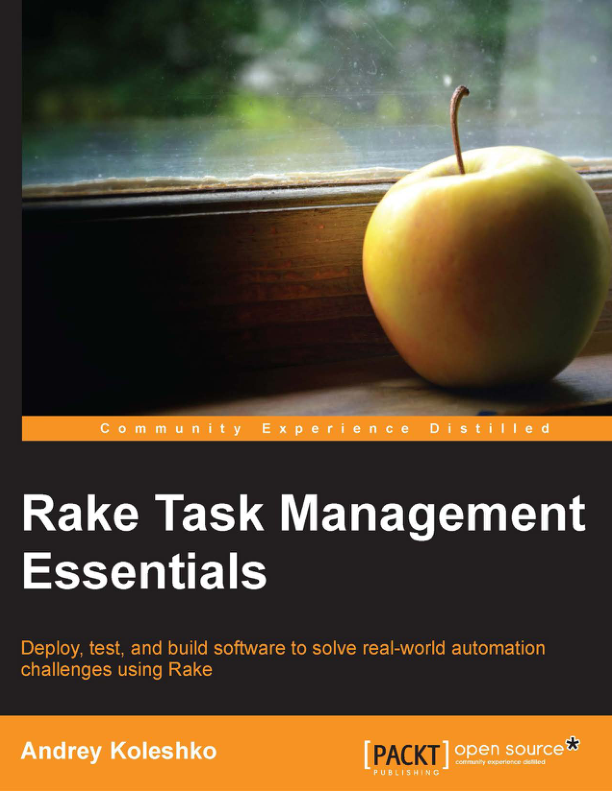 Community Experience Distilled
Rake Task Management
Essentials
Deploy, test, and build software to solve real-world automation
challenges using Rake
Andrey Koleshko
[PACKT]
PUBLISHING
open source*
community experience distilled